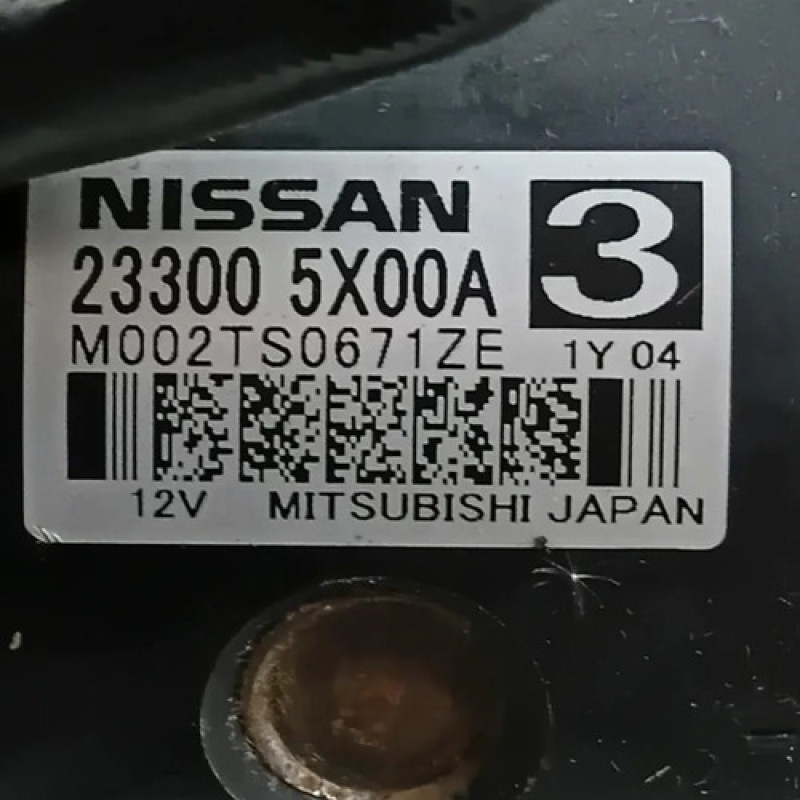 NISSAN
3
23300 5X00A
M002TS0671ZE 1Y 04
12V MITSUBISHI JAPAN